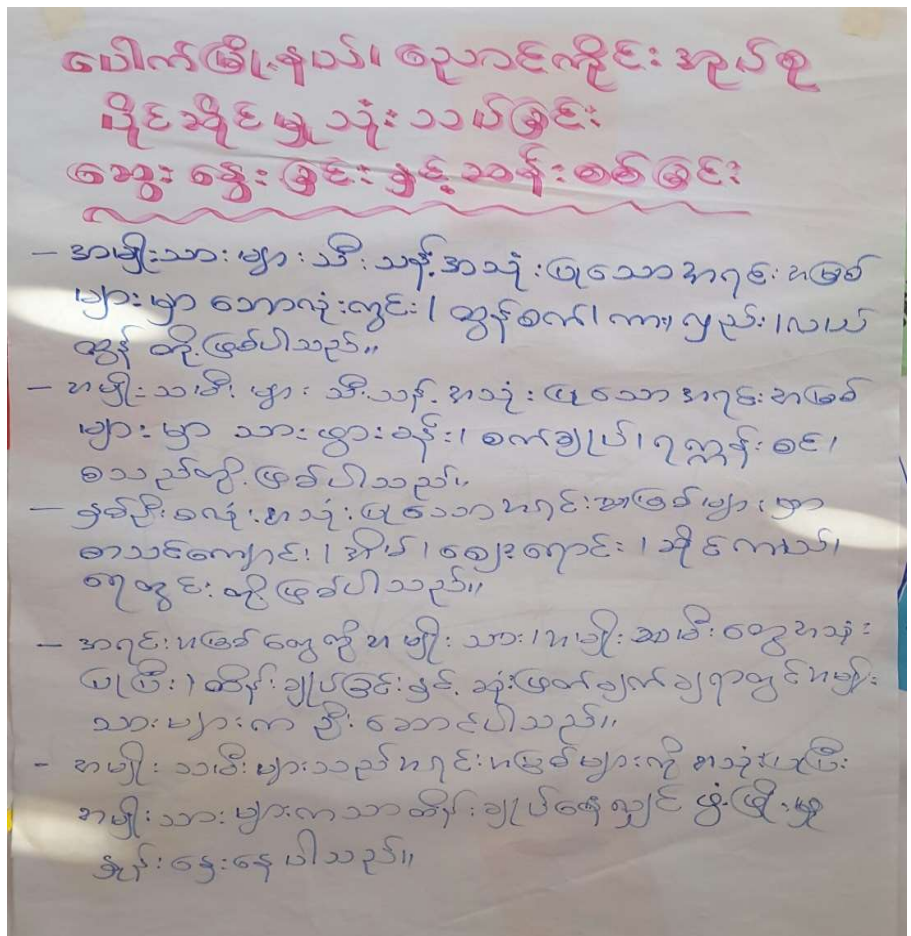 ပေါက်မြို့နယ်၊ ညောင်ကိုင်း အုပ်စု
ပိုင်ဆိုင်မှု သုံးသပ်ခြင်း
ဆွေးနွေးခြင်းနှင့် ဆန်းစစ်ခြင်း
- အမျိုးသားများ သီးသန့် အသုံးပြုသော အရင်းအမြစ်
များမှာ ဘောလုံးကွင်း၊ ထွန်စက်၊ ကား၊ လှည်း၊ လယ်
ထွန် တို့ဖြစ်ပါသည်။
- အမျိုးသမီးများ သီးသန့် အသုံးပြုသော အရင်းအမြစ်
များမှာ သားဖွားခန်း၊ စက်ချုပ်၊ ရက္ကန်းစင်၊
စသည်တို့ဖြစ်ပါသည်။
- နှစ်ဦးစလုံး အသုံးပြုသော အရင်းအမြစ်များမှာ
စာသင်ကျောင်း၊ အိမ်၊ ဈေးရောင်း၊ ဆိုင်ကယ်၊
ရေတွင်း တို့ဖြစ်ပါသည်။
- အရင်းအမြစ်တွေကို အမျိုးသား၊ အမျိုးသမီးတွေ အသုံး
ပြုပြီး၊ ထိန်းချုပ်ခြင်းနှင့် ဆုံးဖြတ်ချက်ချရာတွင် အမျိုး
သားများက ဦးဆောင်ပါသည်။
- အမျိုးသမီးများသည် အရင်းအမြစ်များကို အသုံးပြုပြီး
အမျိုးသားများကသာ ထိန်းချုပ်နေလျှင် ဖွံ့ဖြိုးမှု
နှုန်းနှေးနေပါသည်။